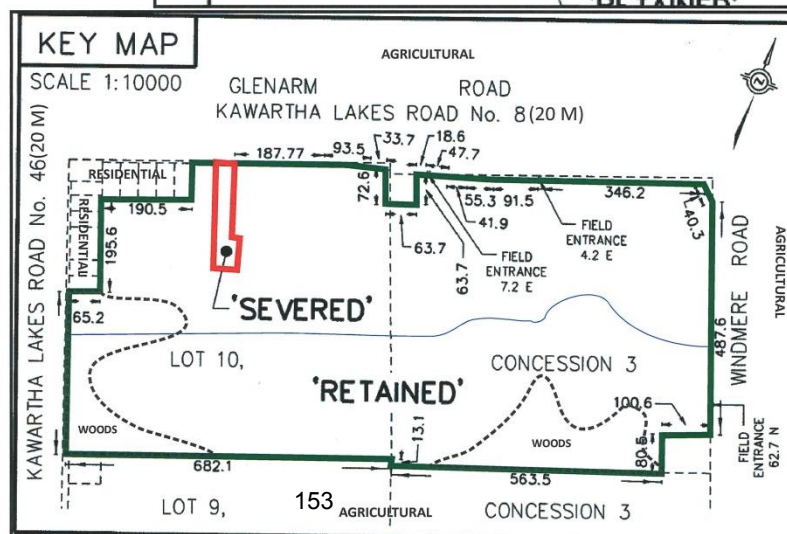 KEY MAP
SCALE 1:10000
AGRICULTURAL
GLENARM ROAD
KAWARTHA LAKES ROAD No. 8(20 M)
KAWARTHA LAKES ROAD No. 46(20 M)
RESIDENTIAL
RESIDENTIAL
190.5
195.6
65.2
187.77
93.5
33.7
18.6
47.7
72.6
63.7
63.7
55.3
91.5
41.9
346.2
40.3
FIELD
ENTRANCE
4.2 E
FIELD
ENTRANCE
7.2 E
AGRICULTURAL
WINDMERE ROAD
487.6
'SEVERED'
LOT 10,
CONCESSION 3
'RETAINED'
WOODS
WOODS
100.6
80.5
13.1
FIELD
ENTRANCE
62.7 N
682.1
563.5
LOT 9,
153
AGRICULTURAL
CONCESSION 3